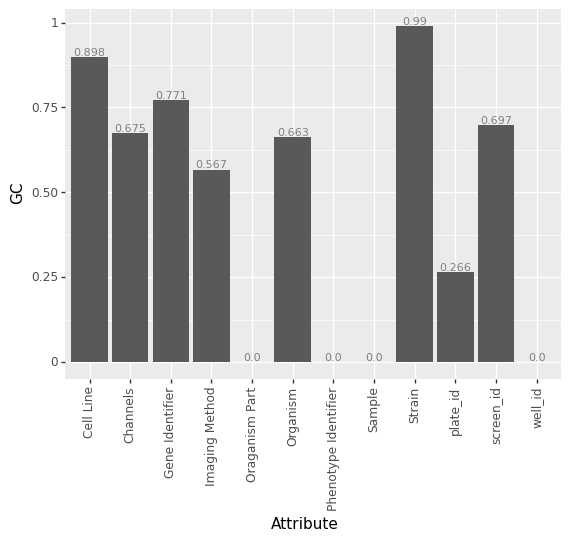 1
0.75
0.50
0.25
0
GC
0.898
0.675
0.771
0.567
0.0
0.663
0.0
0.0
0.99
0.266
0.697
0.0
Cell Line
Channels
Gene Identifier
Imaging Method
Oraganism Part
Organism
Phenotype Identifier
Sample
Strain
plate_id
screen_id
well_id
Attribute